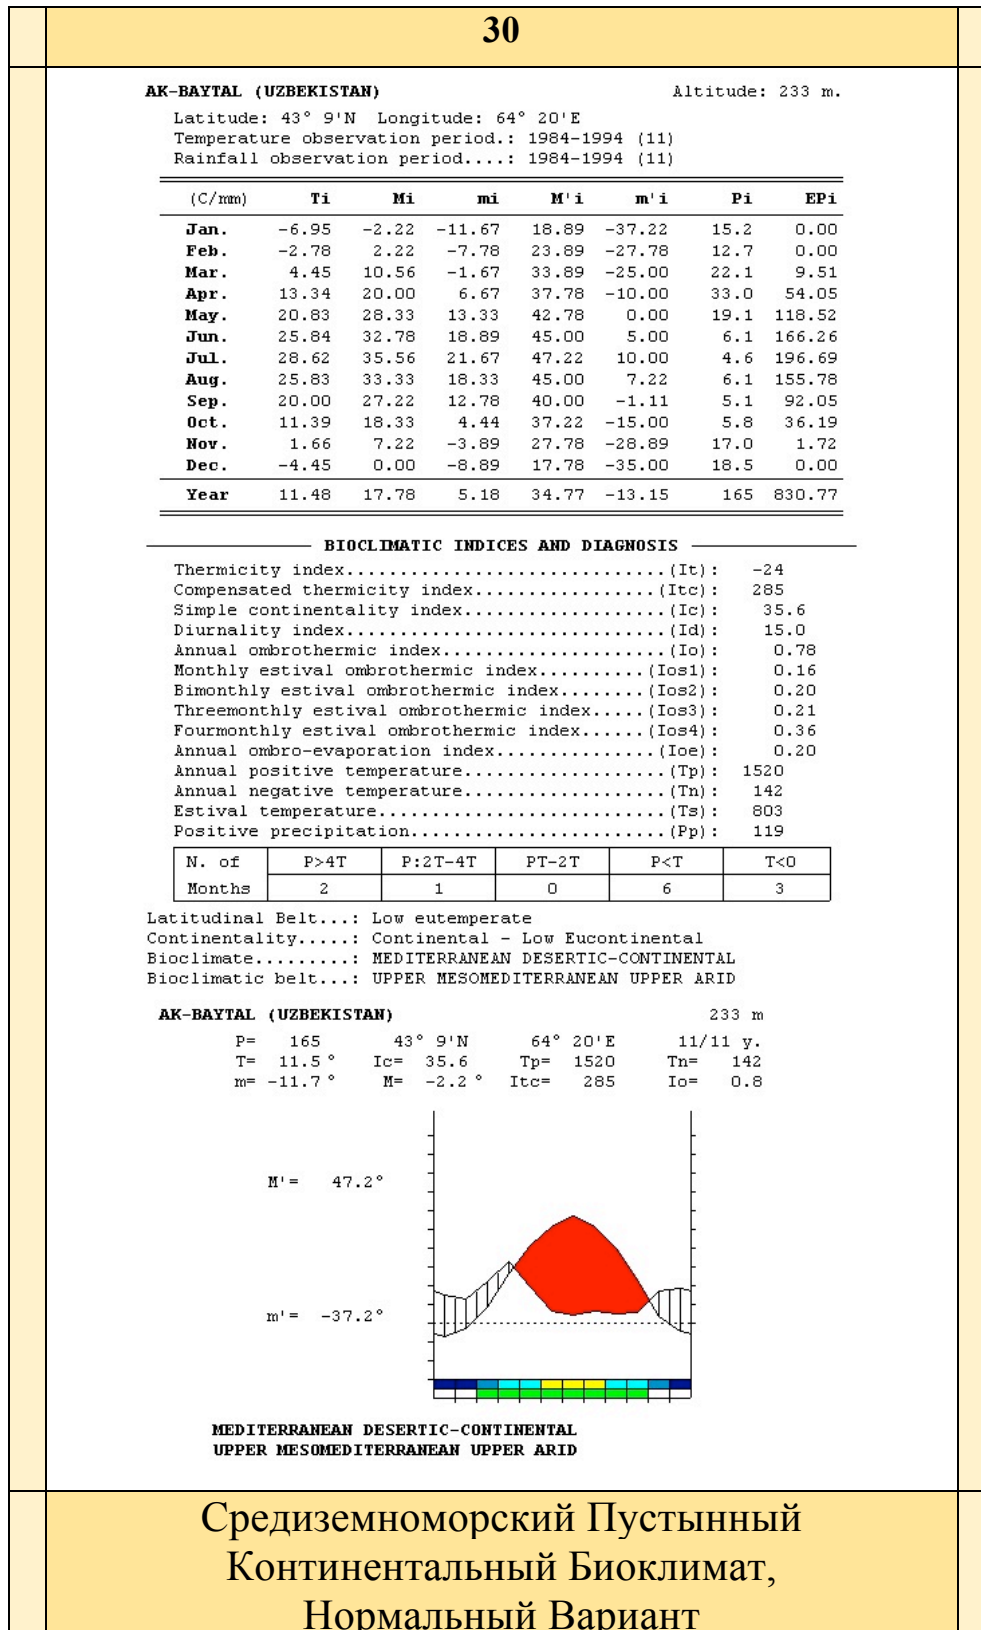 30
AK-BAYTAL (UZBEKISTAN) Altitude: 233 m.
Latitude: 43° 9'N Longitude: 64° 20'E
Temperature observation period.: 1984-1994 (11)
Rainfall observation period....: 1984-1994 (11)
(C/mm) Ti Mi mi M'i m'i Pi EPi
Jan. -6.95 -2.22 -11.67 18.89 -37.22 15.2 0.00
Feb. -2.78 2.22 -7.78 23.89 -27.78 12.7 0.00
Mar. 4.45 10.56 -1.67 33.89 -25.00 22.1 9.51
Apr. 13.34 20.00 6.67 37.78 -10.00 33.0 54.05
May. 20.83 28.33 13.33 42.78 0.00 19.1 118.52
Jun. 25.84 32.78 18.89 45.00 5.00 6.1 166.26
Jul. 28.62 35.56 21.67 47.22 10.00 4.6 196.69
Aug. 25.83 33.33 18.33 45.00 7.22 6.1 155.78
Sep. 20.00 27.22 12.78 40.00 -1.11 5.1 92.05
Oct. 11.39 18.33 4.44 37.22 -15.00 5.8 36.19
Nov. 1.66 7.22 -3.89 27.78 -28.89 17.0 1.72
Dec. -4.45 0.00 -8.89 17.78 -35.00 18.5 0.00
Year 11.48 17.78 5.18 34.77 -13.15 165 830.77
BIOCLIMATIC INDICES AND DIAGNOSIS
Thermicity index..............................(It): -24
Compensated thermicity index.................(Itc): 285
Simple continentality index...................(Ic): 35.6
Diurnality index..............................(Id): 15.0
Annual ombrothermic index.....................(Io): 0.78
Monthly estival ombrothermic index..........(Ios1): 0.16
Bimonthly estival ombrothermic index........(Ios2): 0.20
Threemonthly estival ombrothermic index.....(Ios3): 0.21
Fourmonthly estival ombrothermic index......(Ios4): 0.36
Annual ombro-evaporation index...............(Ioe): 0.20
Annual positive temperature...................(Tp): 1520
Annual negative temperature...................(Tn): 142
Estival temperature...........................(Ts): 803
Positive precipitation........................(Pp): 119
N. of P>4T P:2T-4T PT-2T P<T T<0
Months 2 1 0 6 3
Latitudinal Belt...: Low eutemperate
Continentality.....: Continental - Low Eucontinental
Bioclimate.........: MEDITERRANEAN DESERTIC-CONTINENTAL
Bioclimatic belt...: UPPER MESOMEDITERRANEAN UPPER ARID
AK-BAYTAL (UZBEKISTAN) 233 m
P= 165 43° 9'N 64° 20'E 11/11 y.
T= 11.5° Ic= 35.6 Tp= 1520 Tn= 142
m= -11.7° M= -2.2° Itc= 285 Io= 0.8
M'= 47.2°
m'= -37.2°
MEDITERRANEAN DESERTIC-CONTINENTAL
UPPER MESOMEDITERRANEAN UPPER ARID
Средиземноморский Пустынный
Континентальный Биоклимат,
Нормальный Вариант